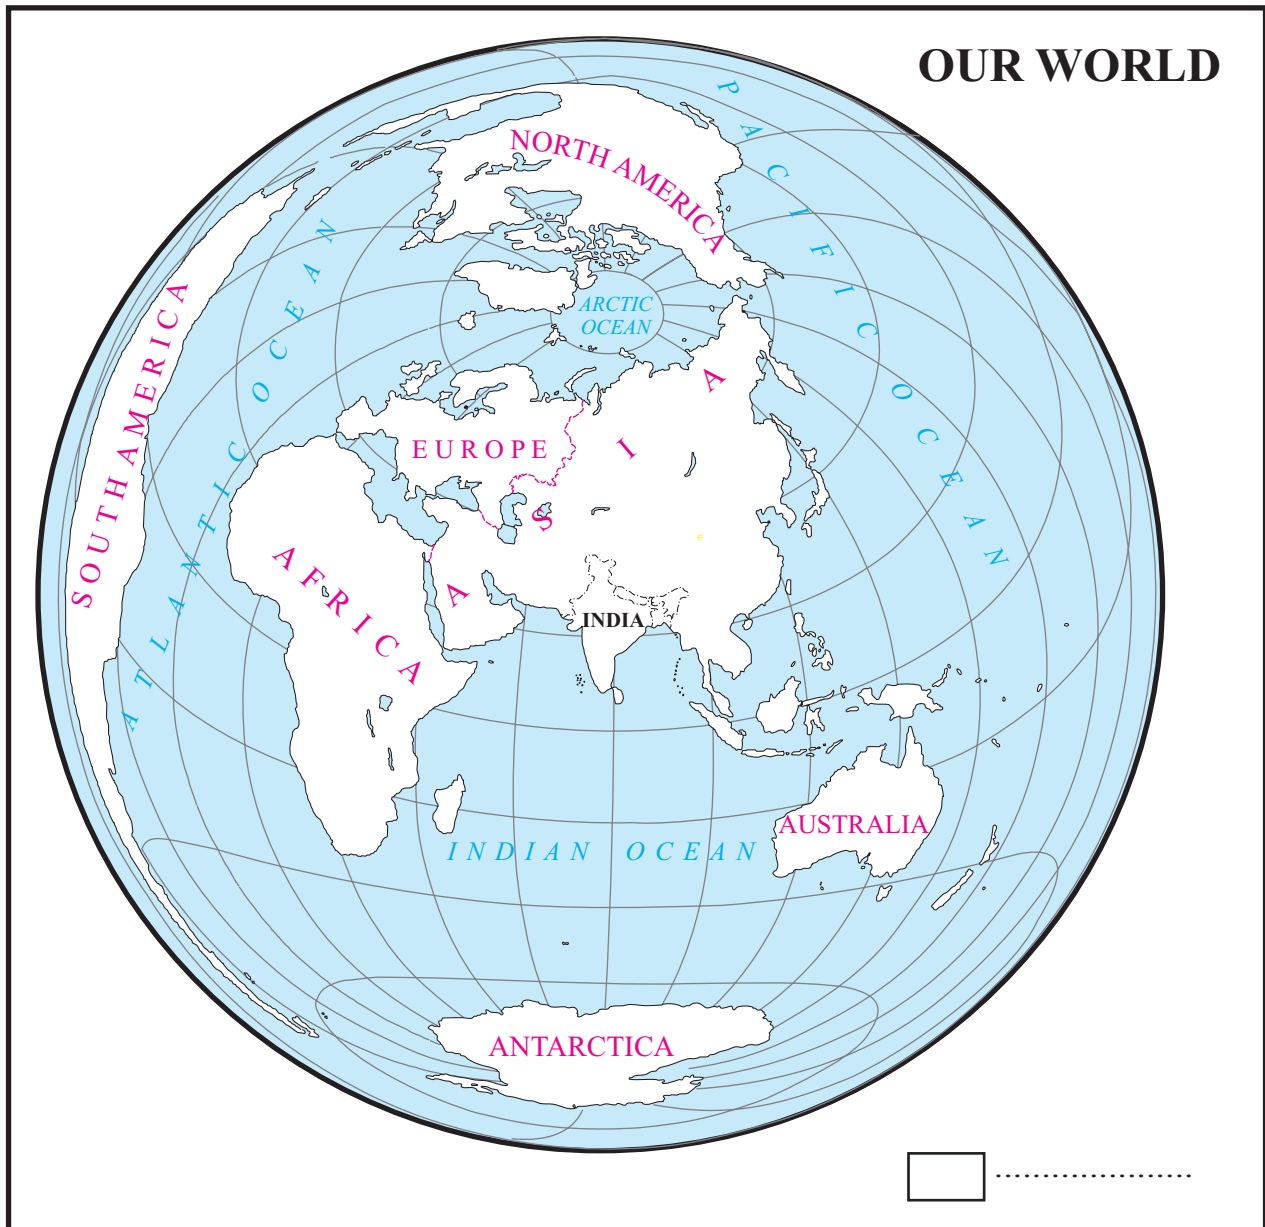 OUR WORLD
PACIFIC OCEAN
NORTH AMERICA
ATLANTIC OCEAN
SOUTH AMERICA
ARCTIC
OCEAN
EUROPE
ASIA
AFRICA
INDIA
AUSTRALIA
INDIAN OCEAN
ANTARCTICA